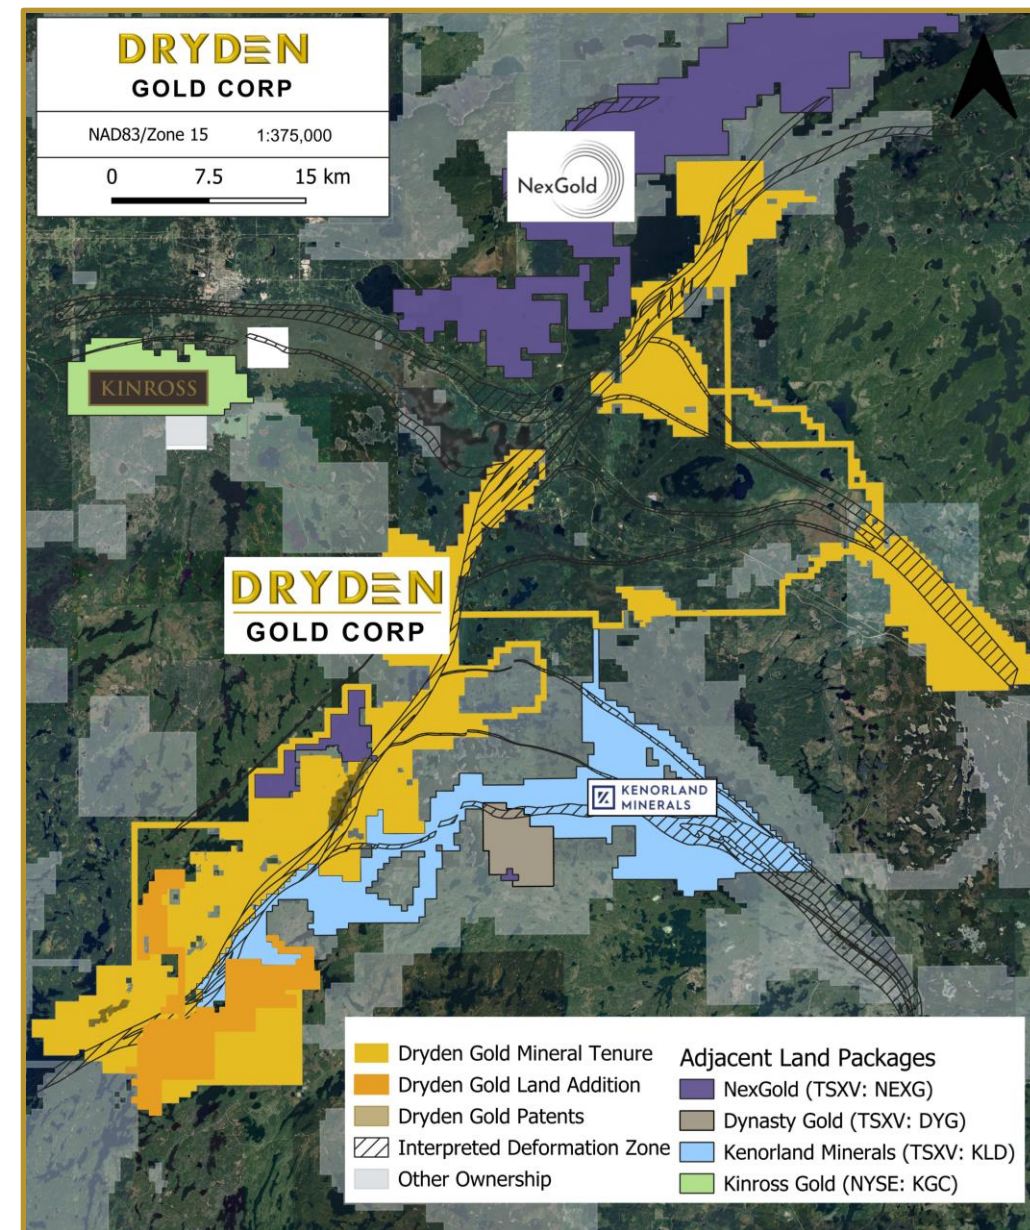 DRYDEN
GOLD CORP
NAD83/Zone 15 1:375,000
0 7.5 15 km
NexGold
KINROSS
DRYDEN
GOLD CORP
KENORLAND
MINERALS
Dryden Gold Mineral Tenure
Dryden Gold Land Addition
Dryden Gold Patents
Interpreted Deformation Zone
Other Ownership
Adjacent Land Packages
NexGold (TSXV: NEXG)
Dynasty Gold (TSXV: DYG)
Kenorland Minerals (TSXV: KLD)
Kinross Gold (NYSE: KGC)